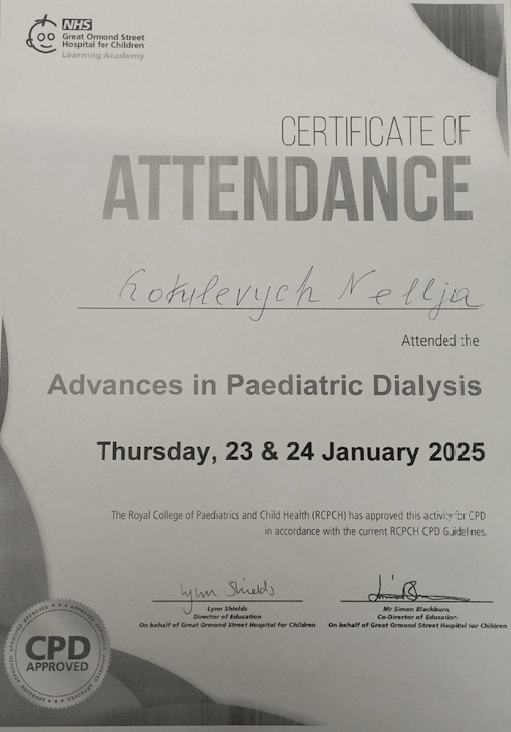 NHS
Great Ormond Street
Hospital for Children
Learning Academy
CERTIFICATE OF
ATTENDANCE
Kotulevych Nellja
Attended the
Advances in Paediatric Dialysis
Thursday, 23 & 24 January 2025
The Royal College of Paediatrics and Child Health (RCPCH) has approved this activity for CPD
in accordance with the current RCPCH CPD Guidelines.
Lynn Shields
Lynn Shields
Director of Education
On behalf of Great Ormond Street Hospital for Children
Mr Simon Blackburn,
Co-Director of Education
On behalf of Great Ormond Street Hospital for Children
CPD
APPROVED